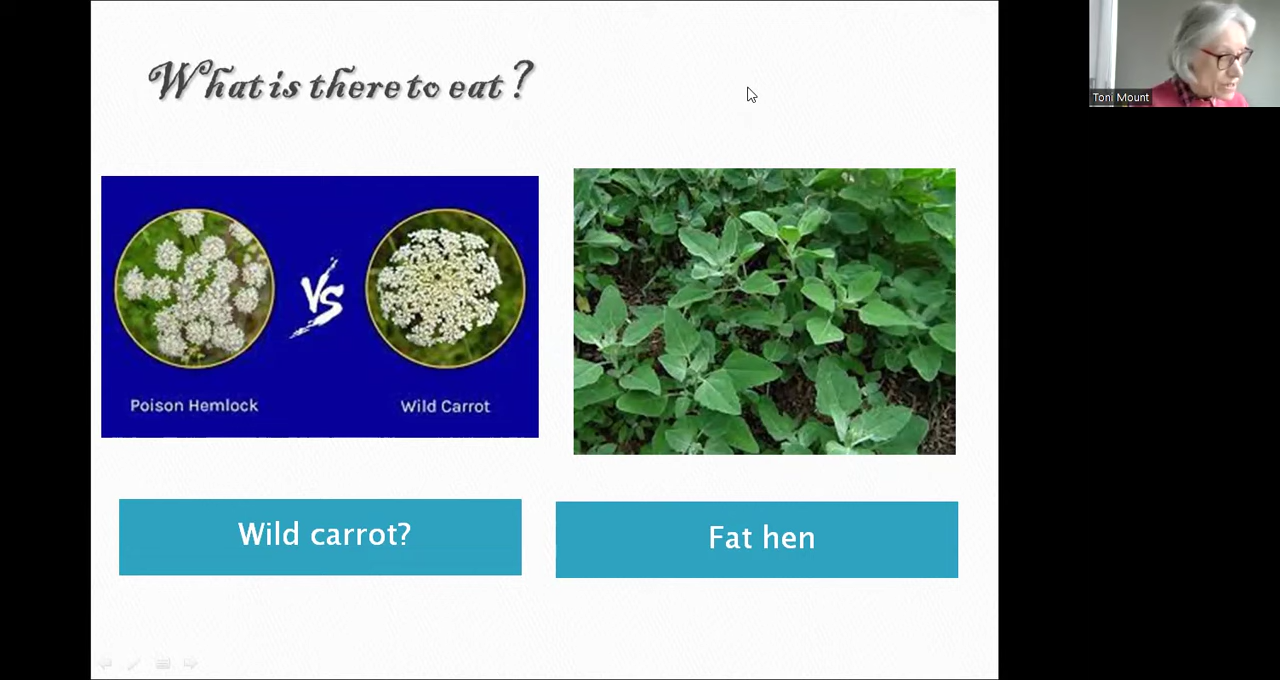 What is there to eat?
Toni Mount
VS
Poison Hemlock
Wild Carrot
Wild carrot?
Fat hen